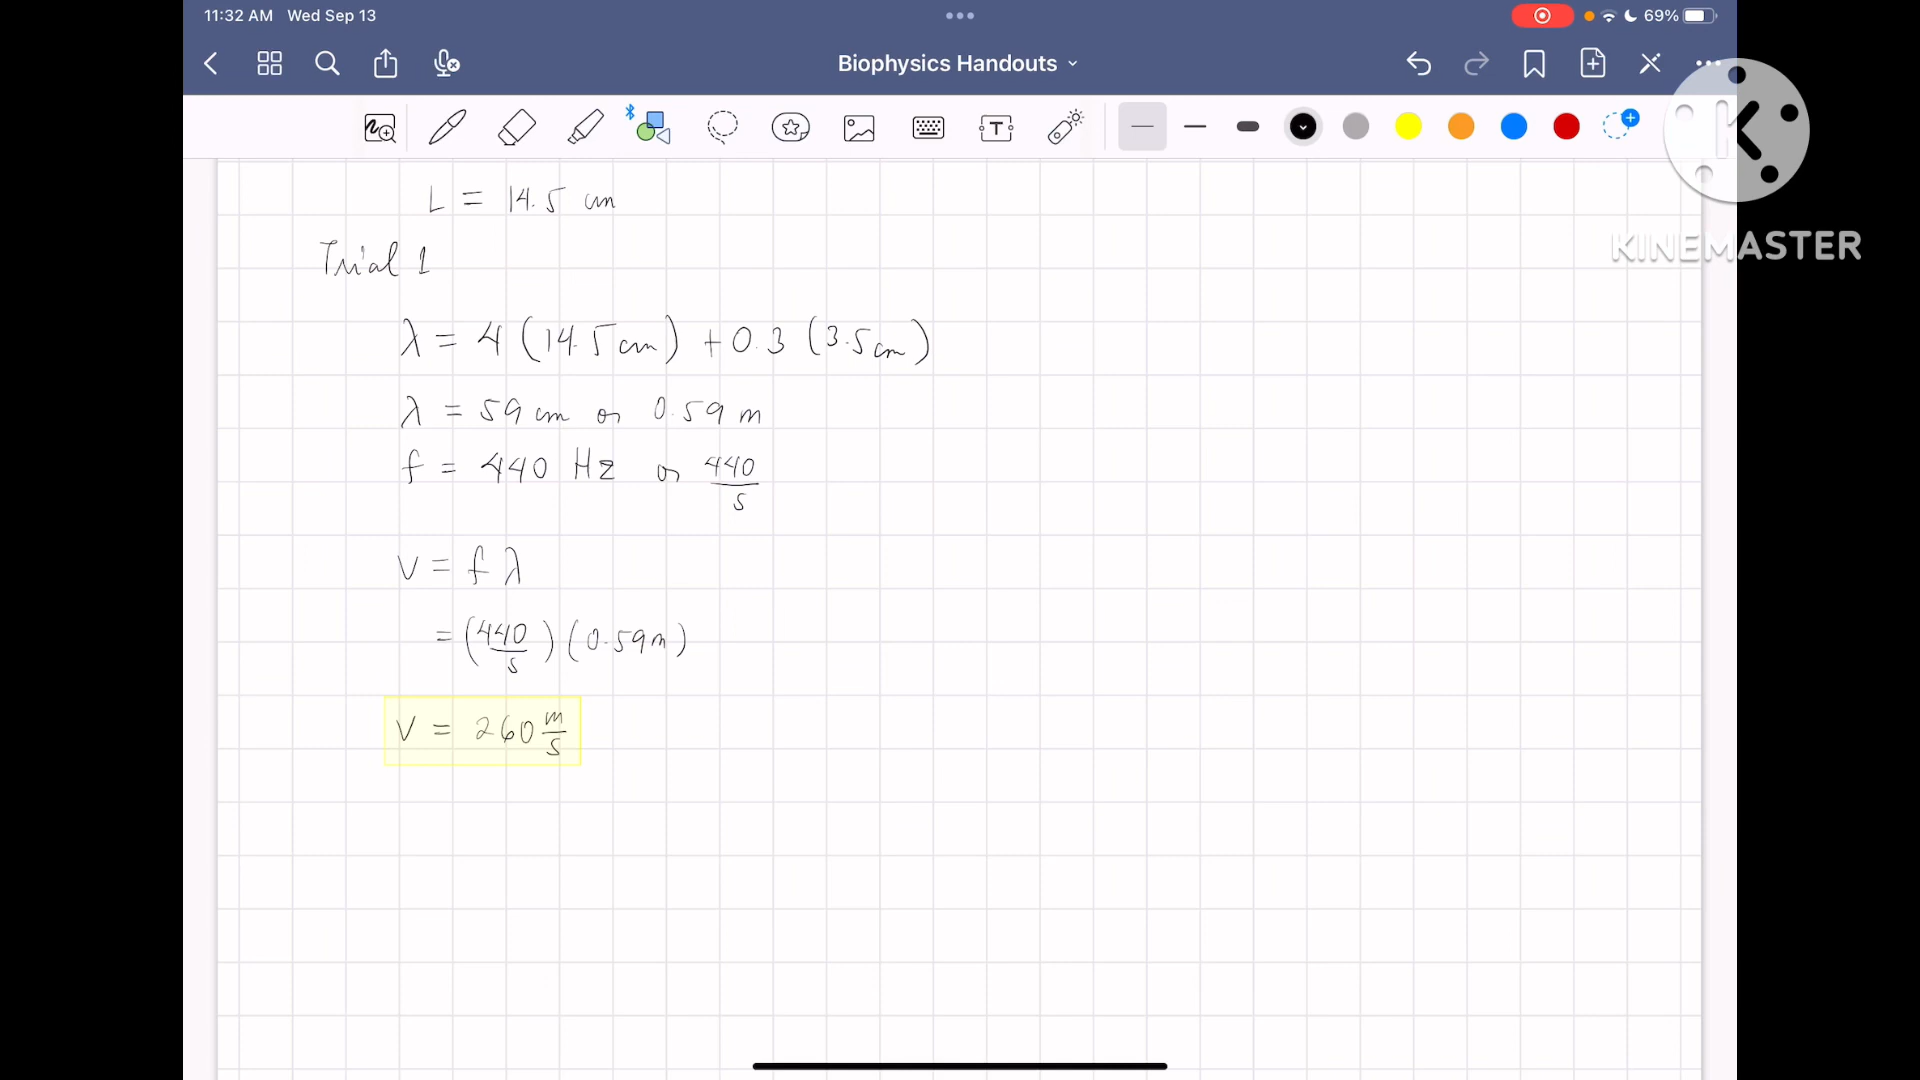 11:32 AM Wed Sep 13
69%
Biophysics Handouts
KINEMASTER
L = 14.5 cm
Trial 1
λ = 4 (14.5 cm) + 0.3 (3.5 cm)
λ = 59 cm or 0.59 m
f = 440 Hz or 440/s
V = f λ
= (440/s) (0.59 m)
V = 260 m/s